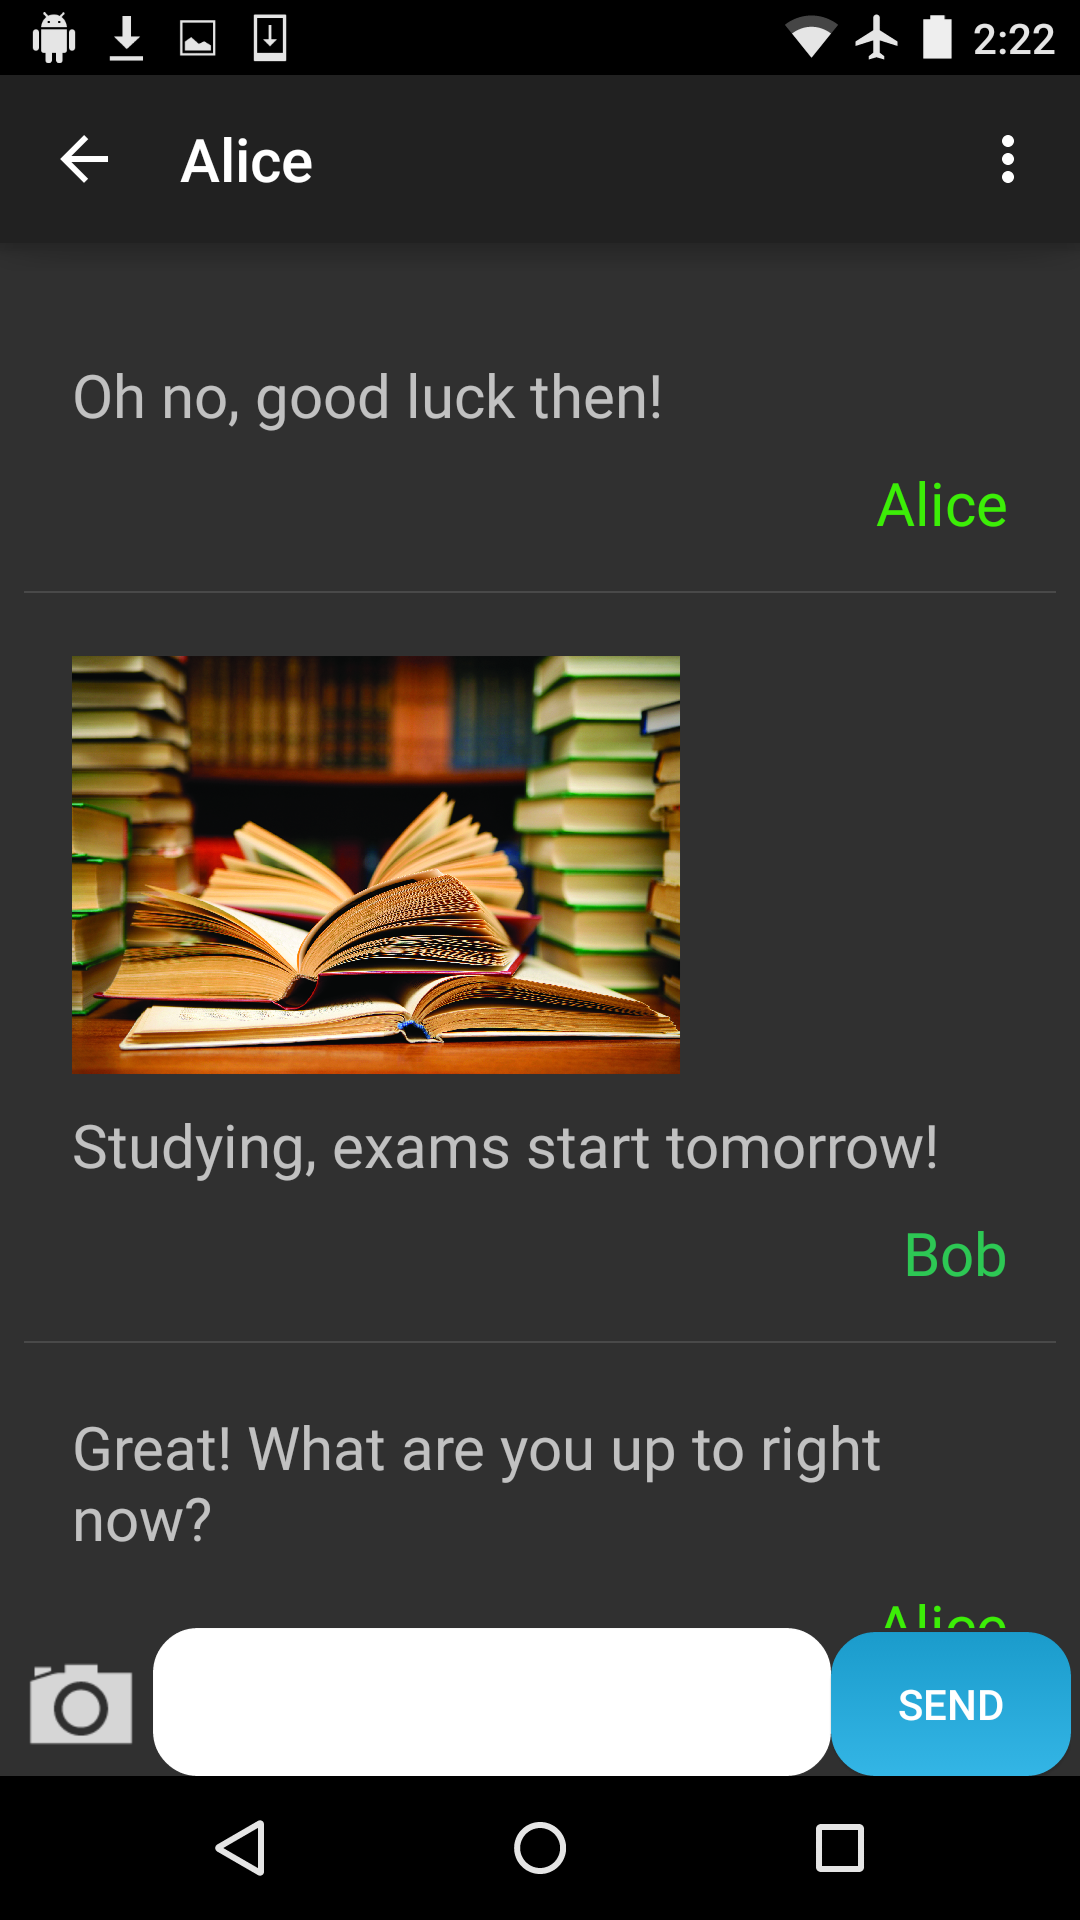 2:22
Alice
Oh no, good luck then!
Alice
Studying, exams start tomorrow!
Bob
Great! What are you up to right
now?
Alice
SEND